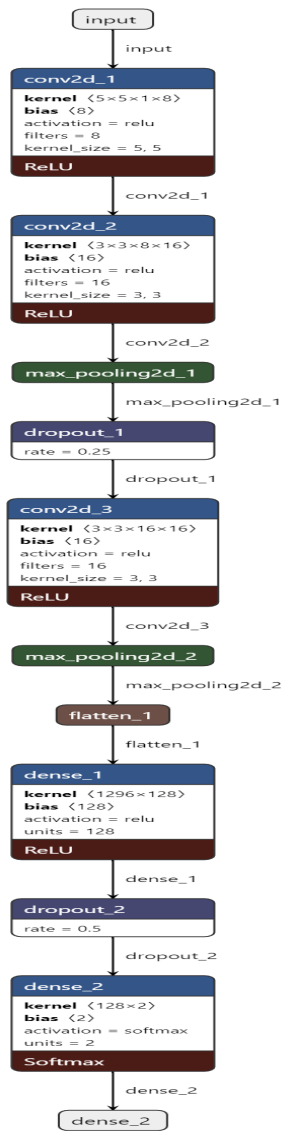 input
input
conv2d_1
kernel ⟨5×5×1×8⟩
bias ⟨8⟩
activation = relu
filters = 8
kernel_size = 5, 5
ReLU
conv2d_1
conv2d_2
kernel ⟨3×3×8×16⟩
bias ⟨16⟩
activation = relu
filters = 16
kernel_size = 3, 3
ReLU
conv2d_2
max_pooling2d_1
max_pooling2d_1
dropout_1
rate = 0.25
dropout_1
conv2d_3
kernel ⟨3×3×16×16⟩
bias ⟨16⟩
activation = relu
filters = 16
kernel_size = 3, 3
ReLU
conv2d_3
max_pooling2d_2
max_pooling2d_2
flatten_1
flatten_1
dense_1
kernel ⟨1296×128⟩
bias ⟨128⟩
activation = relu
units = 128
ReLU
dense_1
dropout_2
rate = 0.5
dropout_2
dense_2
kernel ⟨128×2⟩
bias ⟨2⟩
activation = softmax
units = 2
Softmax
dense_2
dense_2